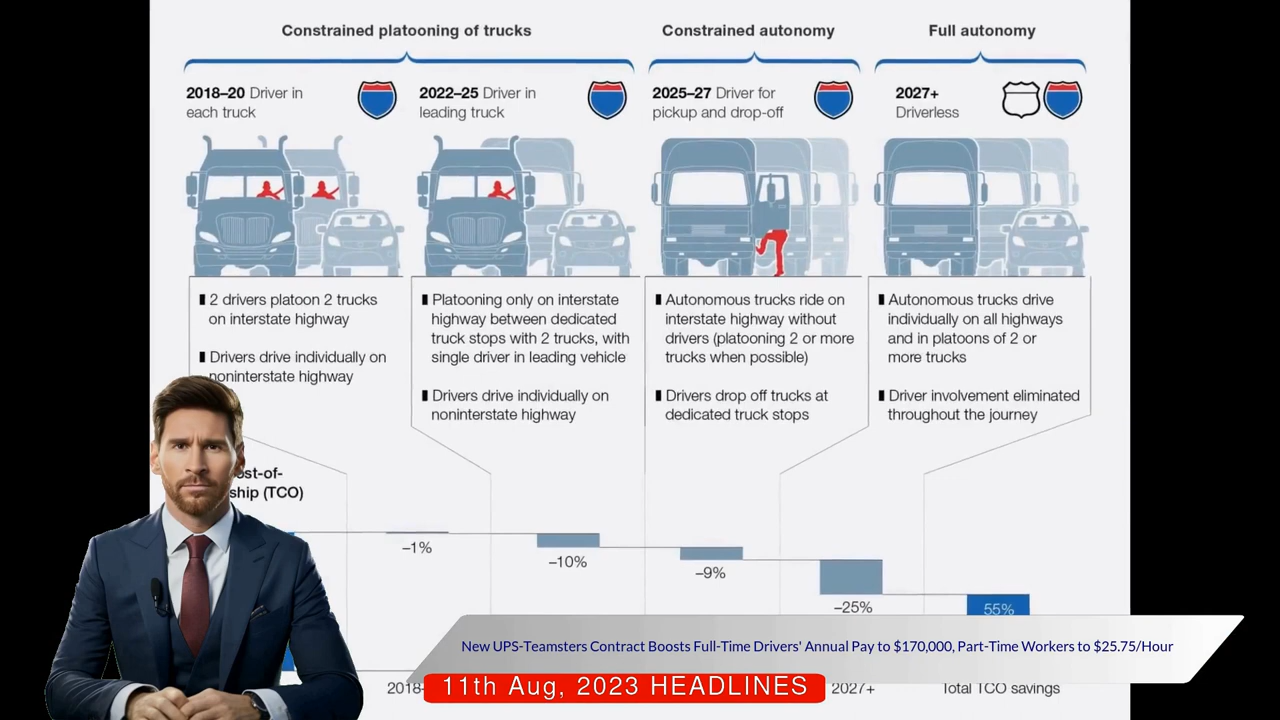 Constrained platooning of trucks
Constrained autonomy
Full autonomy
2018–20 Driver in
each truck
2022–25 Driver in
leading truck
2025–27 Driver for
pickup and drop-off
2027+
Driverless
2 drivers platoon 2 trucks
on interstate highway
Drivers drive individually on
noninterstate highway
Platooning only on interstate
highway between dedicated
truck stops with 2 trucks, with
single driver in leading vehicle
Drivers drive individually on
noninterstate highway
Autonomous trucks ride on
interstate highway without
drivers (platooning 2 or more
trucks when possible)
Drivers drop off trucks at
dedicated truck stops
Autonomous trucks drive
individually on all highways
and in platoons of 2 or
more trucks
Driver involvement eliminated
throughout the journey
ost-of-
ship (TCO)
–1%
–10%
–9%
–25%
55%
New UPS-Teamsters Contract Boosts Full-Time Drivers' Annual Pay to $170,000, Part-Time Workers to $25.75/Hour
2018-
11th Aug, 2023 HEADLINES
2027+
Total TCO savings